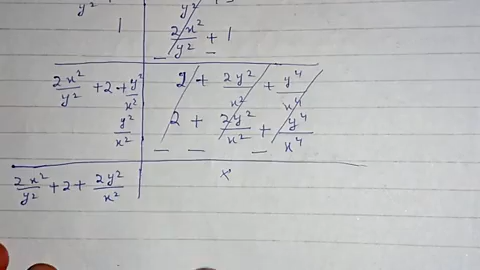 y²
y²
1
2x²/y² + 1
— —
2x²/y² + 2 + y²/x²
2 + 2y²/x² + y⁴/x⁴
y²/x²
2 + 2y²/x² + y⁴/x⁴
— — —
2x²/y² + 2 + 2y²/x²
x